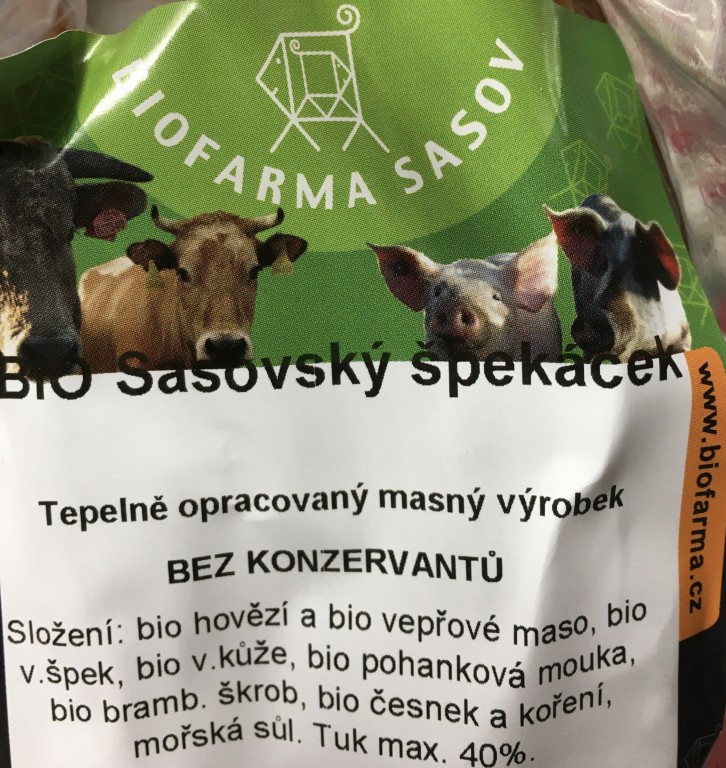 BIOFARMA SASOV
BIO Sasovský špekáček
www.biofarma.cz
Tepelně opracovaný masný výrobek
BEZ KONZERVANTŮ
Složení: bio hovězí a bio vepřové maso, bio
v.špek, bio v.kůže, bio pohanková mouka,
bio bramb. škrob, bio česnek a koření,
mořská sůl. Tuk max. 40%.